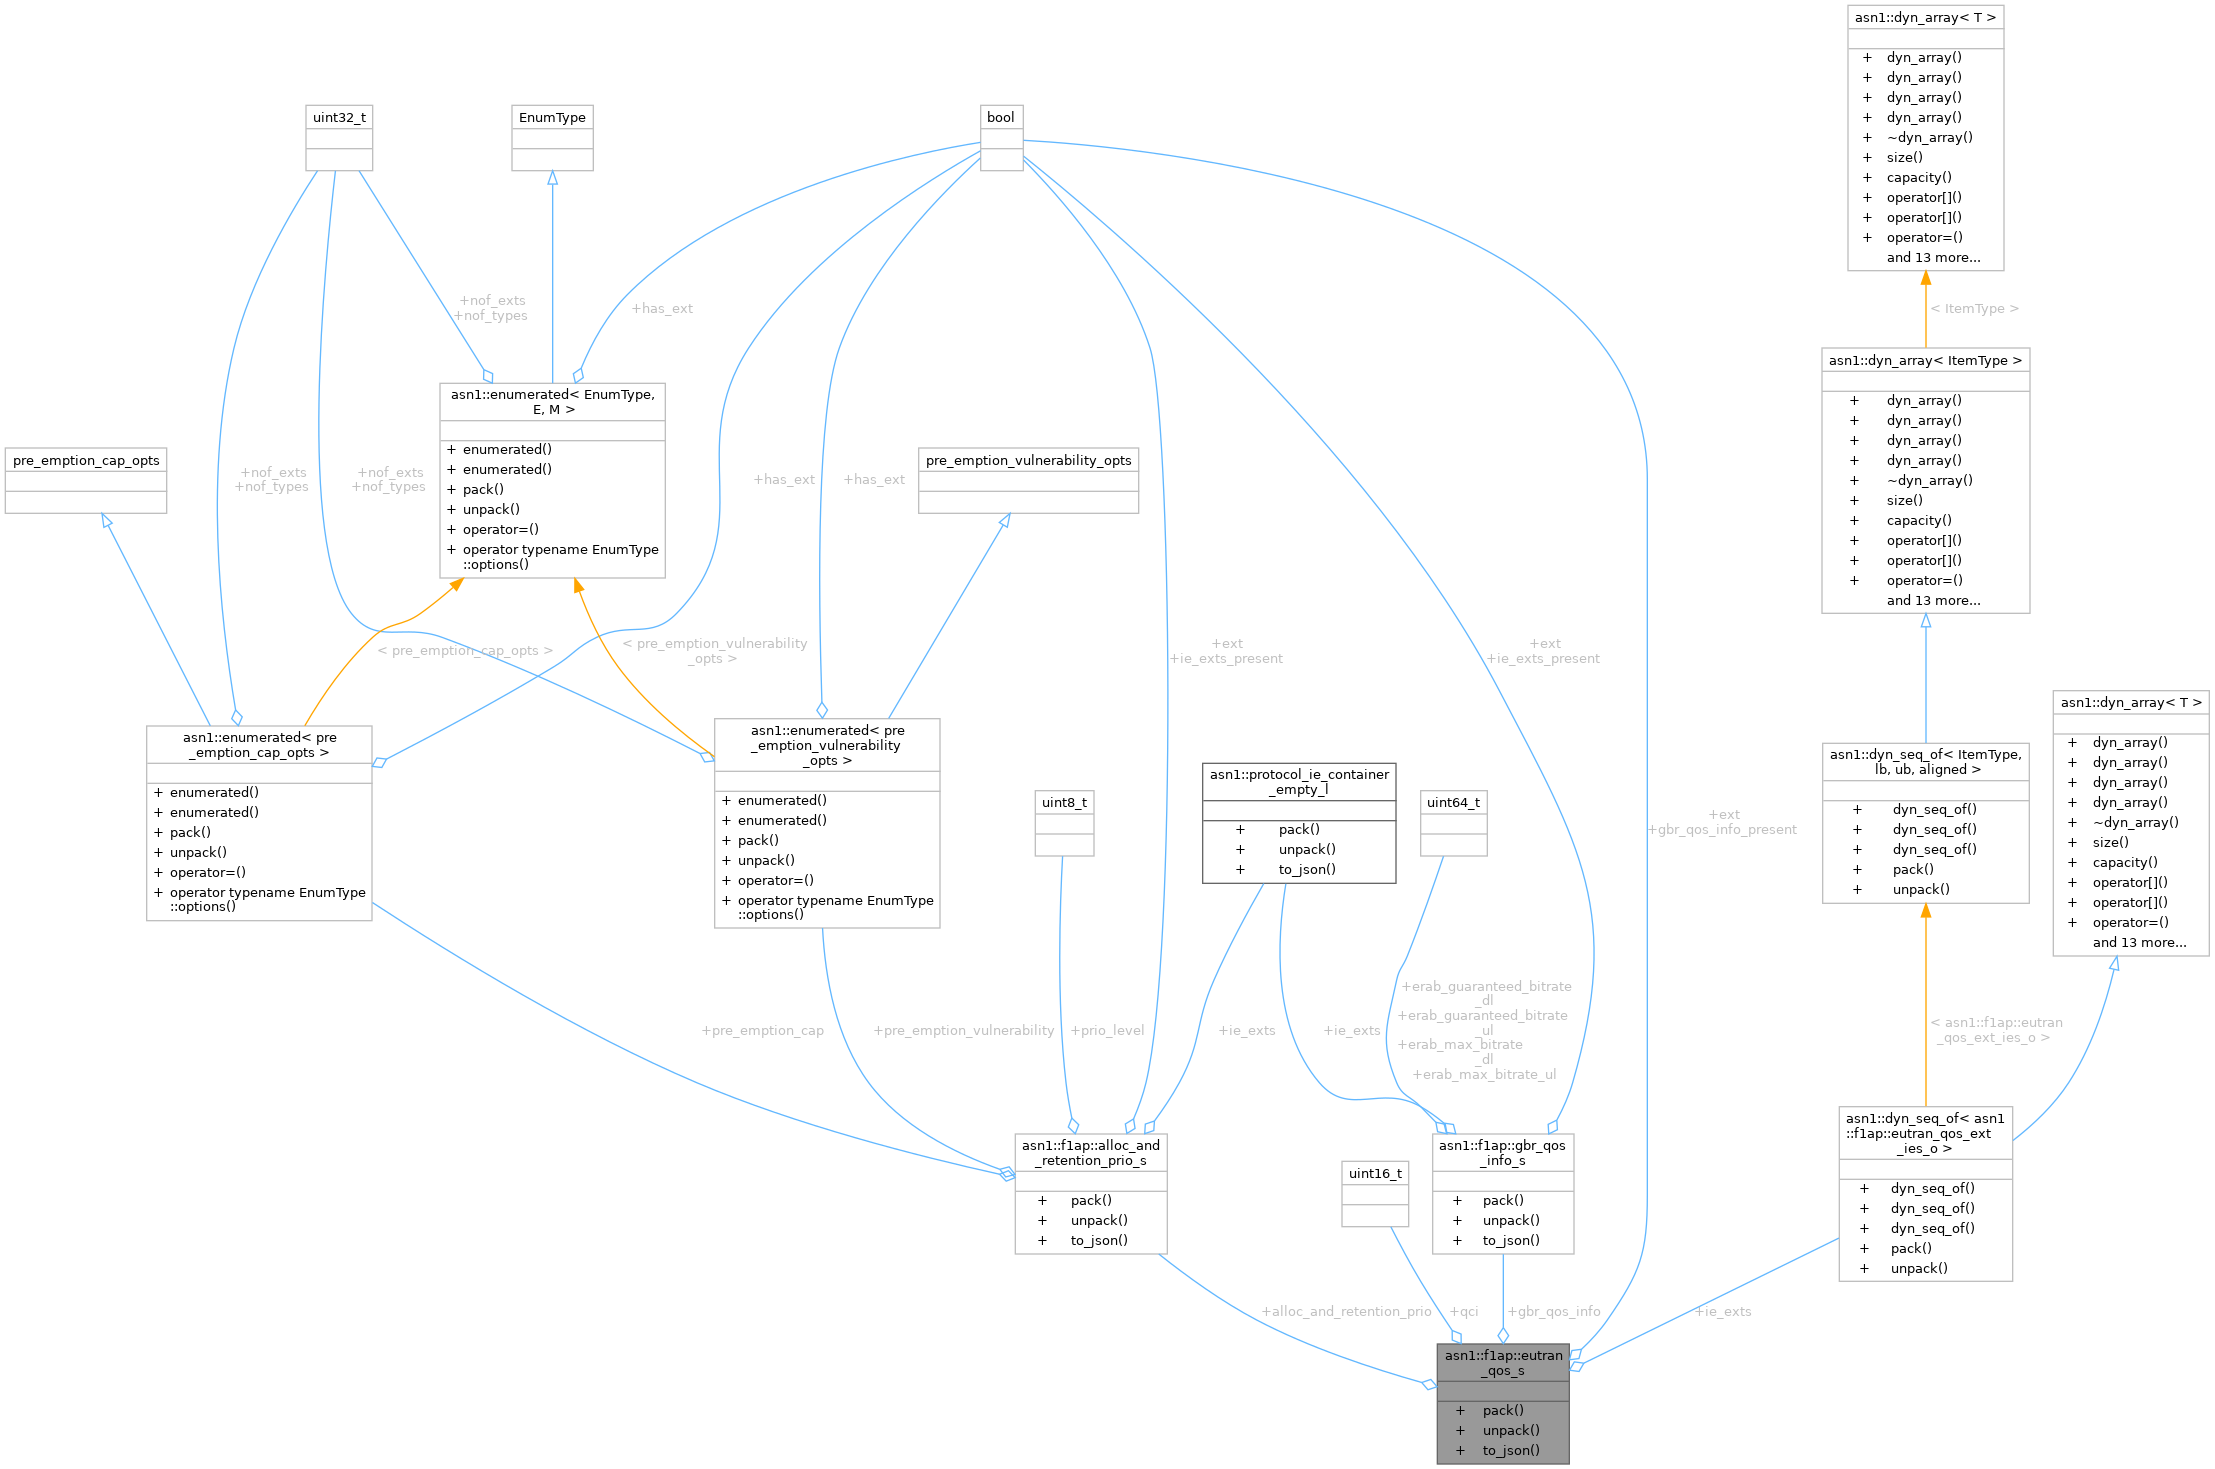 asn1::dyn_array< T >
+ dyn_array()
+ dyn_array()
+ dyn_array()
+ dyn_array()
+ ~dyn_array()
+ size()
+ capacity()
+ operator[]()
+ operator[]()
+ operator=()
and 13 more...
uint32_t
EnumType
bool
+nof_exts
+nof_types
+has_ext
< ItemType >
asn1::dyn_array< ItemType >
+ dyn_array()
+ dyn_array()
+ dyn_array()
+ dyn_array()
+ ~dyn_array()
+ size()
+ capacity()
+ operator[]()
+ operator[]()
+ operator=()
and 13 more...
asn1::enumerated< EnumType,
E, M >
+ enumerated()
+ enumerated()
+ pack()
+ unpack()
+ operator=()
+ operator typename EnumType
::options()
pre_emption_cap_opts
+nof_exts
+nof_types
+nof_exts
+nof_types
+has_ext
+has_ext
pre_emption_vulnerability_opts
< pre_emption_cap_opts >
< pre_emption_vulnerability
_opts >
+ext
+ie_exts_present
+ext
+ie_exts_present
asn1::enumerated< pre
_emption_cap_opts >
+ enumerated()
+ enumerated()
+ pack()
+ unpack()
+ operator=()
+ operator typename EnumType
::options()
asn1::enumerated< pre
_emption_vulnerability
_opts >
+ enumerated()
+ enumerated()
+ pack()
+ unpack()
+ operator=()
+ operator typename EnumType
::options()
uint8_t
asn1::protocol_ie_container
_empty_l
+ pack()
+ unpack()
+ to_json()
uint64_t
+ext
+gbr_qos_info_present
asn1::dyn_seq_of< ItemType,
lb, ub, aligned >
+ dyn_seq_of()
+ dyn_seq_of()
+ dyn_seq_of()
+ pack()
+ unpack()
asn1::dyn_array< T >
+ dyn_array()
+ dyn_array()
+ dyn_array()
+ dyn_array()
+ ~dyn_array()
+ size()
+ capacity()
+ operator[]()
+ operator[]()
+ operator=()
and 13 more...
+pre_emption_cap
+pre_emption_vulnerability
+prio_level
+ie_exts
+ie_exts
+erab_guaranteed_bitrate
_dl
+erab_guaranteed_bitrate
_ul
+erab_max_bitrate
_dl
+erab_max_bitrate_ul
< asn1::f1ap::eutran
_qos_ext_ies_o >
asn1::f1ap::alloc_and
_retention_prio_s
+ pack()
+ unpack()
+ to_json()
uint16_t
asn1::f1ap::gbr_qos
_info_s
+ pack()
+ unpack()
+ to_json()
asn1::dyn_seq_of< asn1
::f1ap::eutran_qos_ext
_ies_o >
+ dyn_seq_of()
+ dyn_seq_of()
+ dyn_seq_of()
+ pack()
+ unpack()
+alloc_and_retention_prio
+qci
+gbr_qos_info
+ie_exts
asn1::f1ap::eutran
_qos_s
+ pack()
+ unpack()
+ to_json()